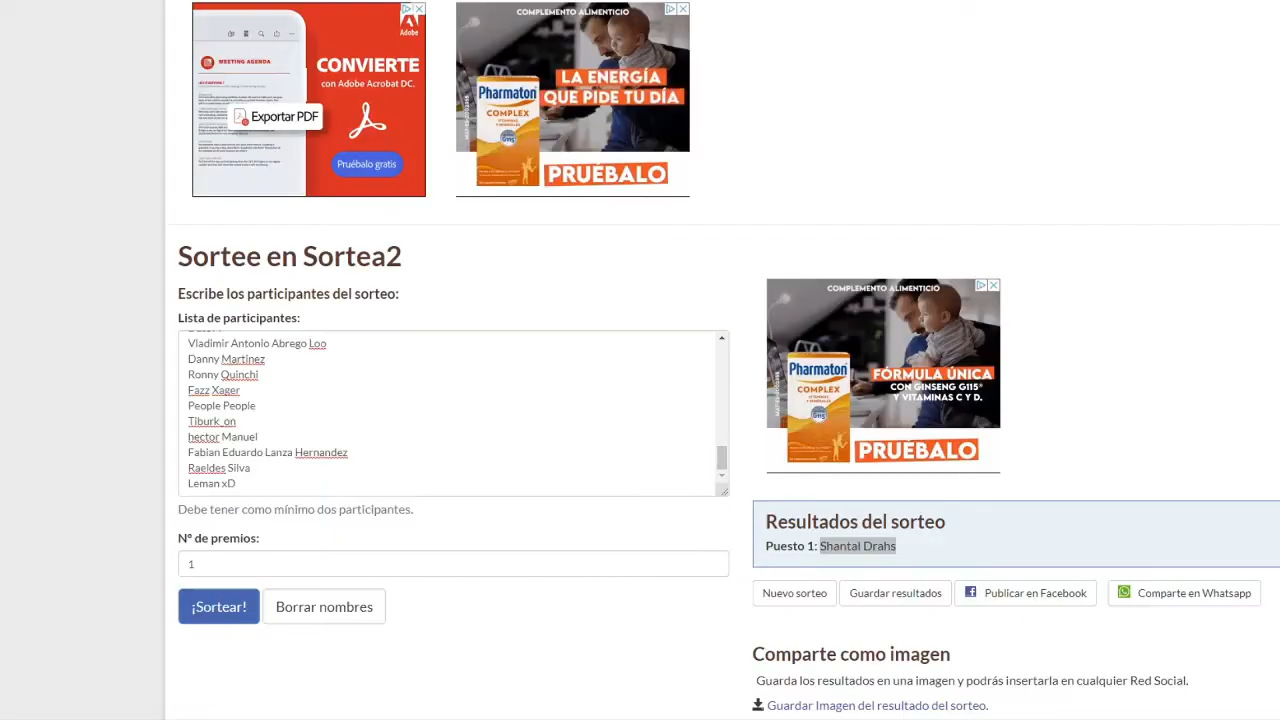 Adobe
MEETING AGENDA
CONVIERTE
con Adobe Acrobat DC.
Exportar PDF
Pruébalo gratis
COMPLEMENTO ALIMENTICIO
LA ENERGÍA
QUE PIDE TU DÍA
Pharmaton
COMPLEX
PRUÉBALO
Sortee en Sortea2
Escribe los participantes del sorteo:
Lista de participantes:
Vladimir Antonio Abrego Loo
Danny Martinez
Ronny Quinchi
Fazz Xager
People People
Tiburk_on
hector Manuel
Fabian Eduardo Lanza Hernandez
Raeldes Silva
Leman xD
Debe tener como mínimo dos participantes.
Nº de premios:
1
¡Sortear!
Borrar nombres
COMPLEMENTO ALIMENTICIO
FÓRMULA ÚNICA
CON GINSENG G115®
Y VITAMINAS C Y D.
Pharmaton
COMPLEX
PRUÉBALO
Resultados del sorteo
Puesto 1: Shantal Drahs
Nuevo sorteo
Guardar resultados
Publicar en Facebook
Comparte en Whatsapp
Comparte como imagen
Guarda los resultados en una imagen y podrás insertarla en cualquier Red Social.
Guardar Imagen del resultado del sorteo.